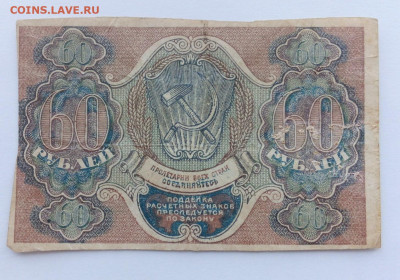 COINS.LAVE.RU
60 60
60 60
РУБЛЕЙ РУБЛЕЙ
ПРОЛЕТАРИИ ВСЕХ СТРАН
СОЕДИНЯЙТЕСЬ
ПОДДЕЛКА
РАСЧЕТНЫХ ЗНАКОВ
ПРЕСЛЕДУЕТСЯ
ПО ЗАКОНУ
60 60